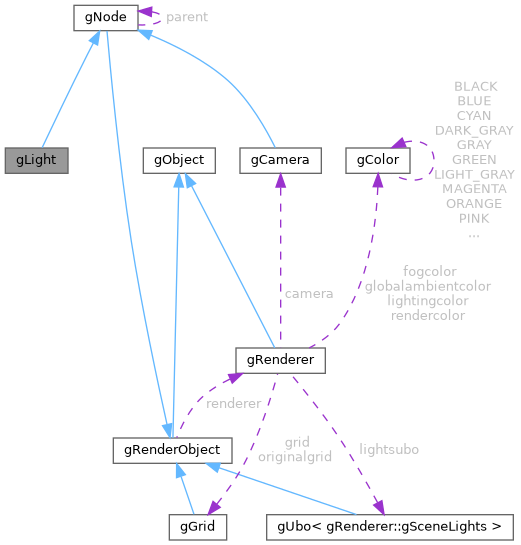 gNode
parent
BLACK
BLUE
CYAN
DARK_GRAY
GRAY
GREEN
LIGHT_GRAY
MAGENTA
ORANGE
PINK
...
gLight
gObject
gCamera
gColor
camera
fogcolor
globalambientcolor
lightingcolor
rendercolor
gRenderer
renderer
grid
originalgrid
lightsubo
gRenderObject
gGrid
gUbo< gRenderer::gSceneLights >